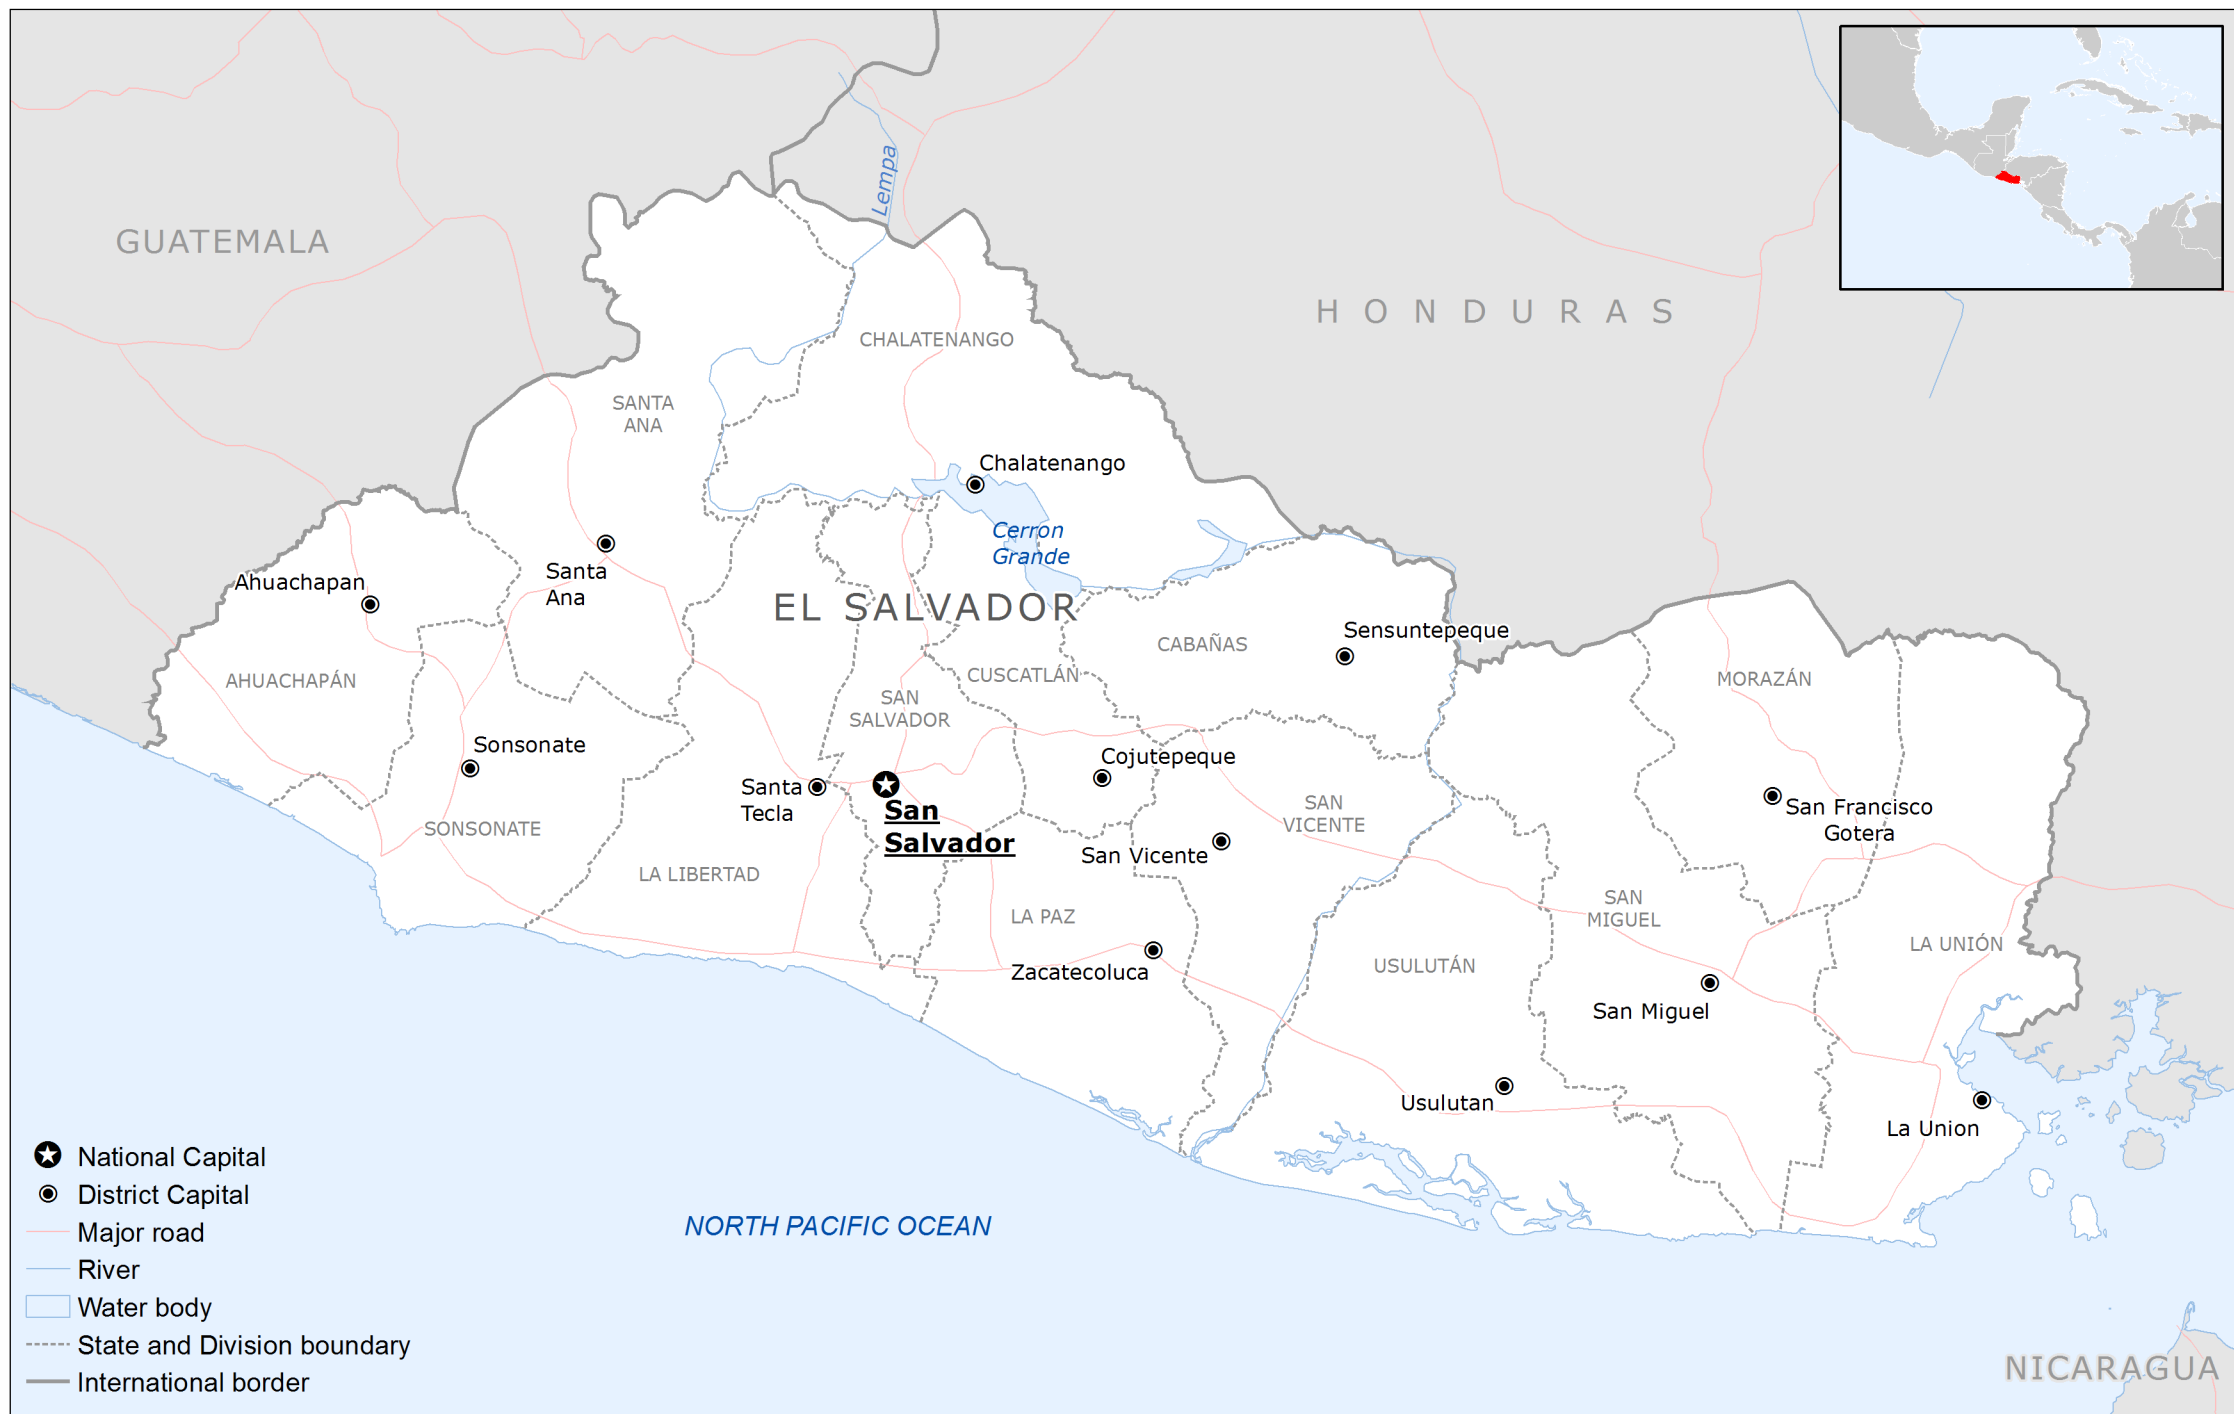 Lempa
GUATEMALA
HONDURAS
CHALATENANGO
SANTA
ANA
Chalatenango
Cerron
Grande
Ahuachapan
Santa
Ana
EL SALVADOR
Sensuntepeque
CABAÑAS
CUSCATLÁN
AHUACHAPÁN
MORAZÁN
SAN
SALVADOR
Sonsonate
Cojutepeque
Santa
Tecla
San
Salvador
SAN
VICENTE
San Francisco
Gotera
SONSONATE
San Vicente
LA LIBERTAD
SAN
MIGUEL
LA PAZ
LA UNIÓN
USULUTÁN
Zacatecoluca
San Miguel
Usulutan
La Union
NORTH PACIFIC OCEAN
National Capital
District Capital
Major road
River
Water body
State and Division boundary
International border
NICARAGUA